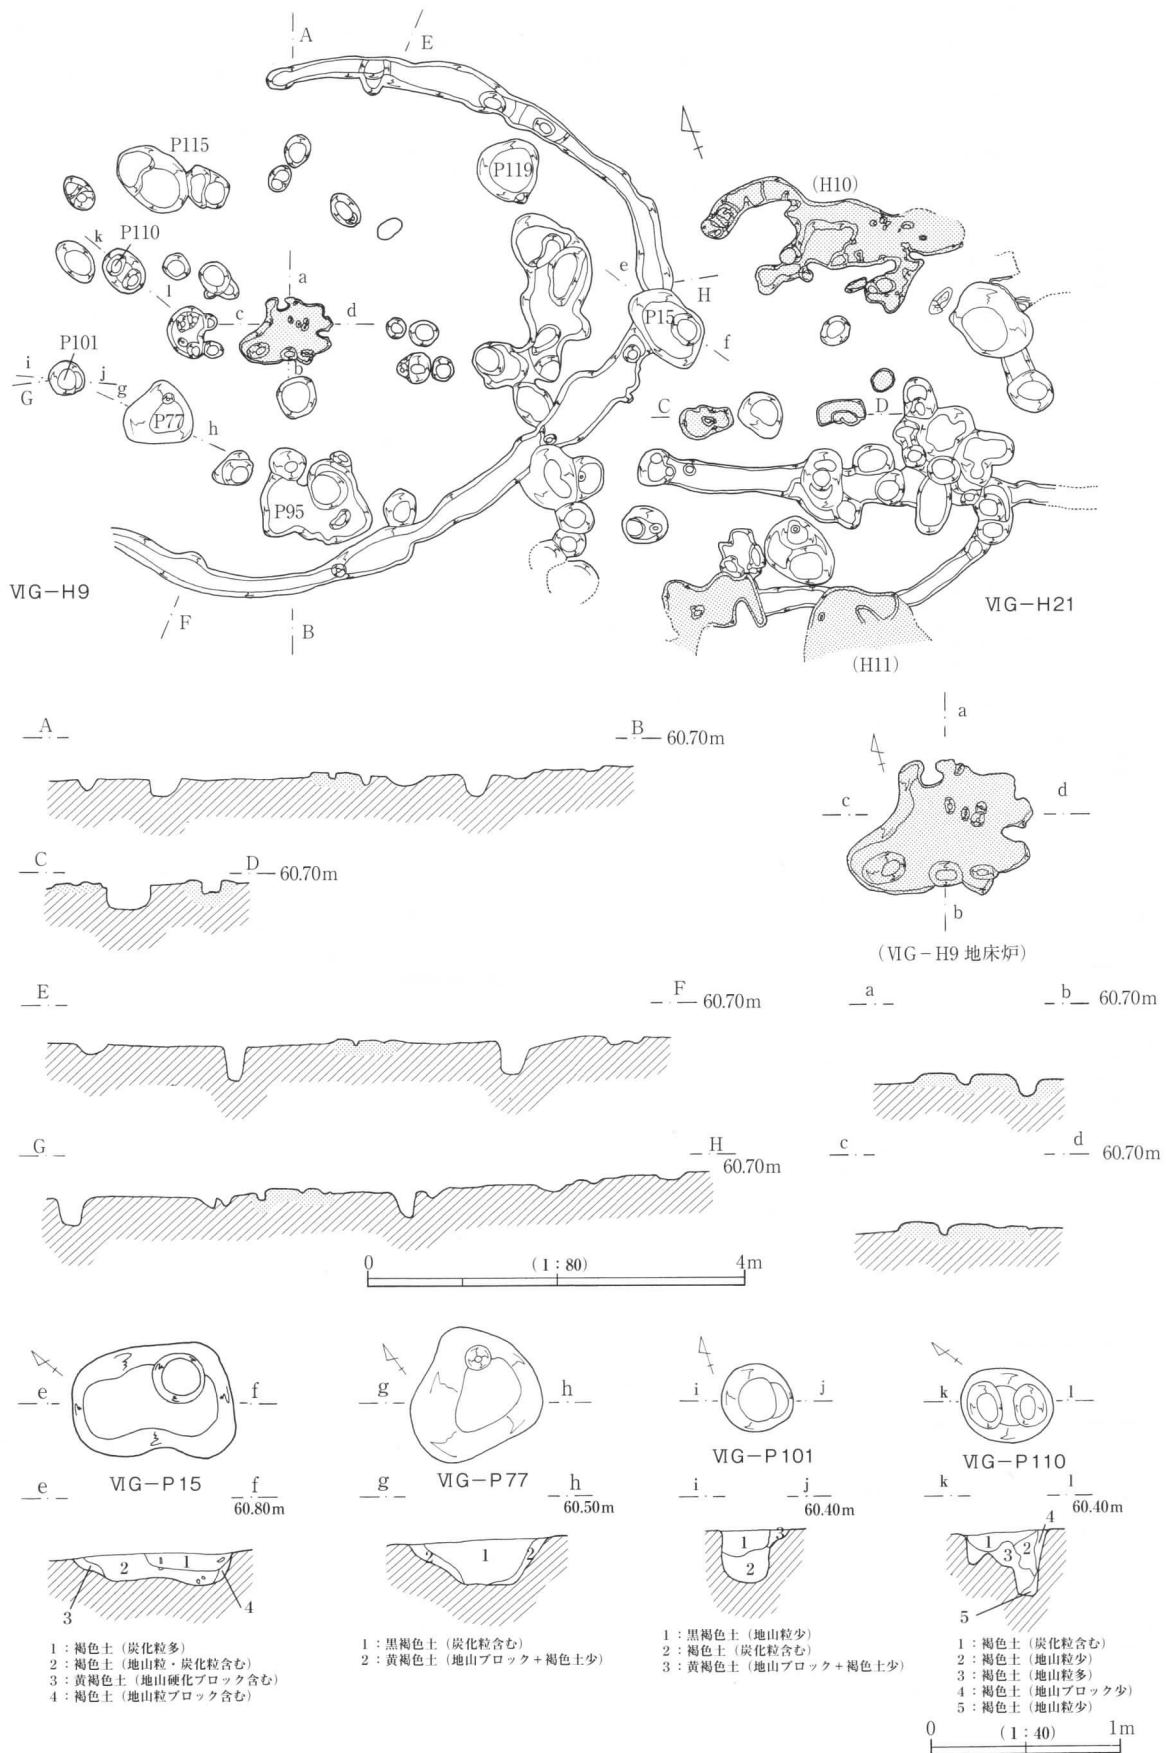 A
E
P115
P119
(H10)
k
P110
a
e
H
l
c
d
P15
f
P101
i
j
b
G
g
P77
h
C
D
P95
ⅥG-H9
ⅥG-H21
F
B
(H11)
A
B 60.70m
a
c
d
C
D 60.70m
b
(ⅥG-H9 地床炉)
E
F 60.70m
a
b 60.70m
G
H 60.70m
c
d 60.70m
0 (1：80) 4m
e
f
g
h
i
j
k
l
ⅥG-P15
ⅥG-P77
ⅥG-P101
ⅥG-P110
e
f
60.80m
g
h
60.50m
i
j
60.40m
k
l
60.40m
1
2
3
4
1
2
2
1
2
3
1
2
3
4
5
1：褐色土（炭化粒多）
2：褐色土（地山粒・炭化粒含む）
3：黄褐色土（地山硬化ブロック含む）
4：褐色土（地山粒ブロック含む）
1：黒褐色土（炭化粒含む）
2：黄褐色土（地山ブロック＋褐色土少）
1：黒褐色土（地山粒少）
2：褐色土（炭化粒含む）
3：黄褐色土（地山ブロック＋褐色土少）
1：褐色土（炭化粒含む）
2：褐色土（地山粒少）
3：褐色土（地山粒多）
4：褐色土（地山ブロック少）
5：褐色土（地山粒少）
0 (1：40) 1m